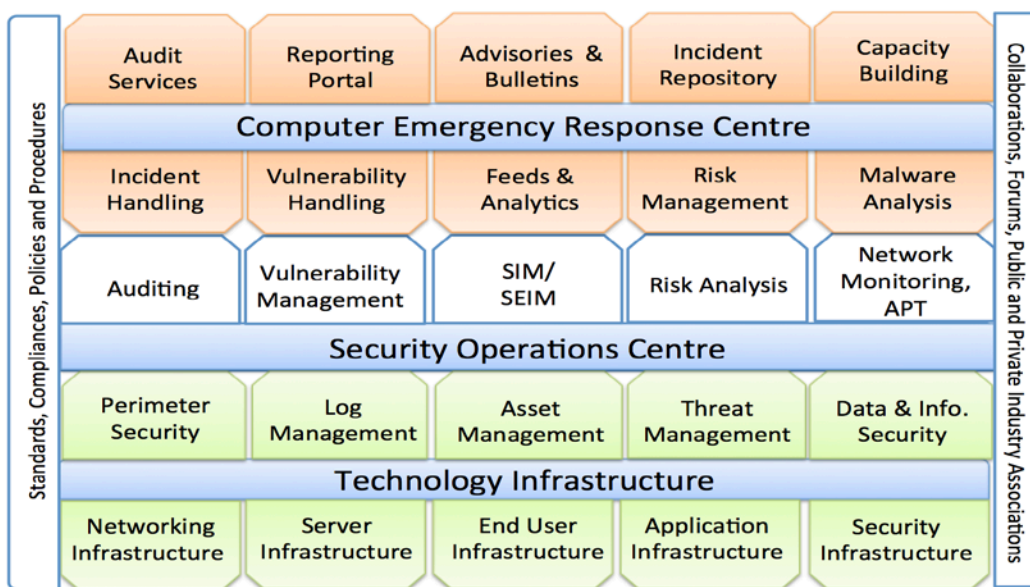 Standards, Compliances, Policies and Procedures
Audit
Services
Reporting
Portal
Advisories &
Bulletins
Incident
Repository
Capacity
Building
Computer Emergency Response Centre
Incident
Handling
Vulnerability
Handling
Feeds &
Analytics
Risk
Management
Malware
Analysis
Auditing
Vulnerability
Management
SIM/
SEIM
Risk Analysis
Network
Monitoring,
APT
Security Operations Centre
Perimeter
Security
Log
Management
Asset
Management
Threat
Management
Data & Info.
Security
Technology Infrastructure
Networking
Infrastructure
Server
Infrastructure
End User
Infrastructure
Application
Infrastructure
Security
Infrastructure
Collaborations, Forums, Public and Private Industry Associations